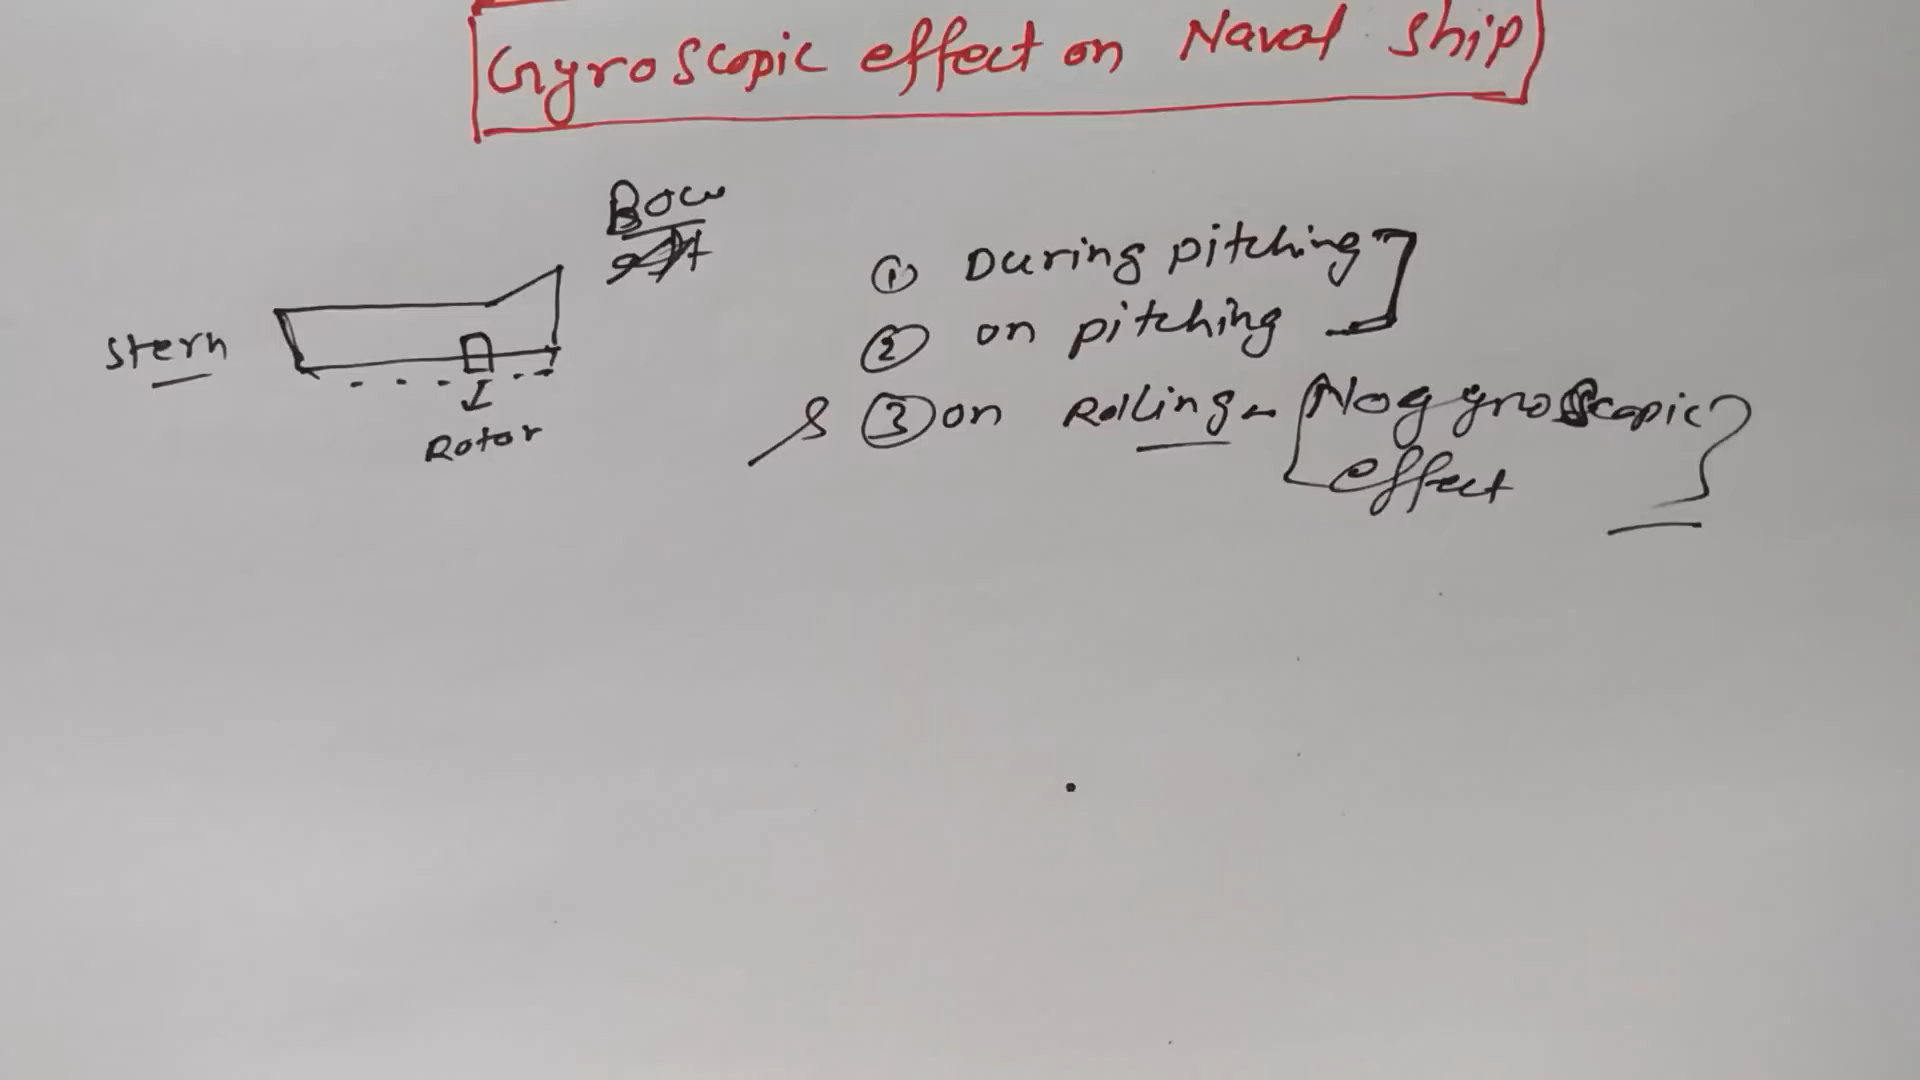 Gyroscopic effect on Naval ship
Bow
① During pitching
② on pitching
stern
& ③ on Rolling - No gyroscopic
effect
Rotor